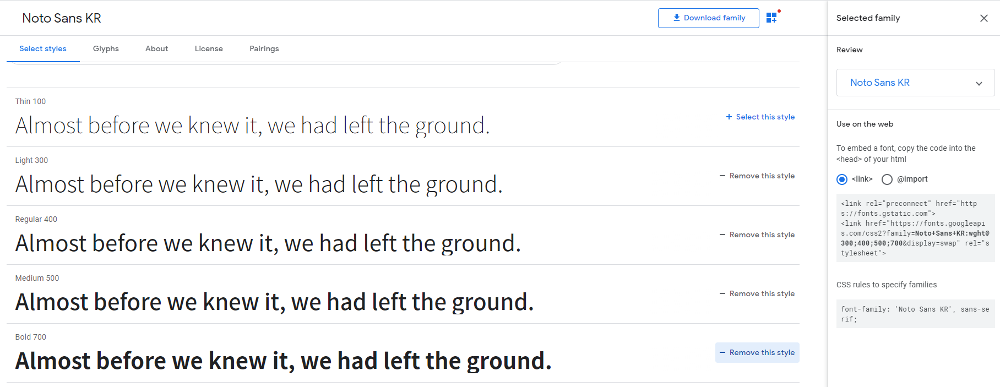 Noto Sans KR
Download family
Select styles
Glyphs
About
License
Pairings
Thin 100
Almost before we knew it, we had left the ground.
+ Select this style
Light 300
Almost before we knew it, we had left the ground.
— Remove this style
Regular 400
Almost before we knew it, we had left the ground.
— Remove this style
Medium 500
Almost before we knew it, we had left the ground.
— Remove this style
Bold 700
Almost before we knew it, we had left the ground.
— Remove this style
Selected family
Review
Noto Sans KR
Use on the web
To embed a font, copy the code into the
<head> of your html
<link>
@import
<link rel="preconnect" href="http
s://fonts.gstatic.com">
<link href="https://fonts.googleapi
s.com/css2?family=Noto+Sans+KR:wght@
300;400;500;700&display=swap" rel="s
tylesheet">
CSS rules to specify families
font-family: 'Noto Sans KR', sans-se
rif;